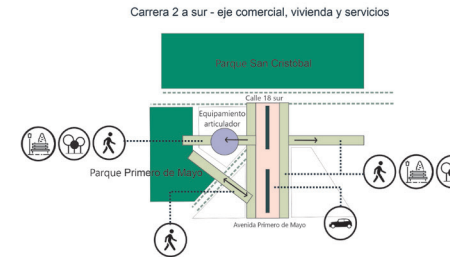 Carrera 2 a sur - eje comercial, vivienda y servicios
Parque San Cristobal
Calle 18 sur
Equipamiento
articulador
Parque Primero de Mayo
Avenida Primero de Mayo